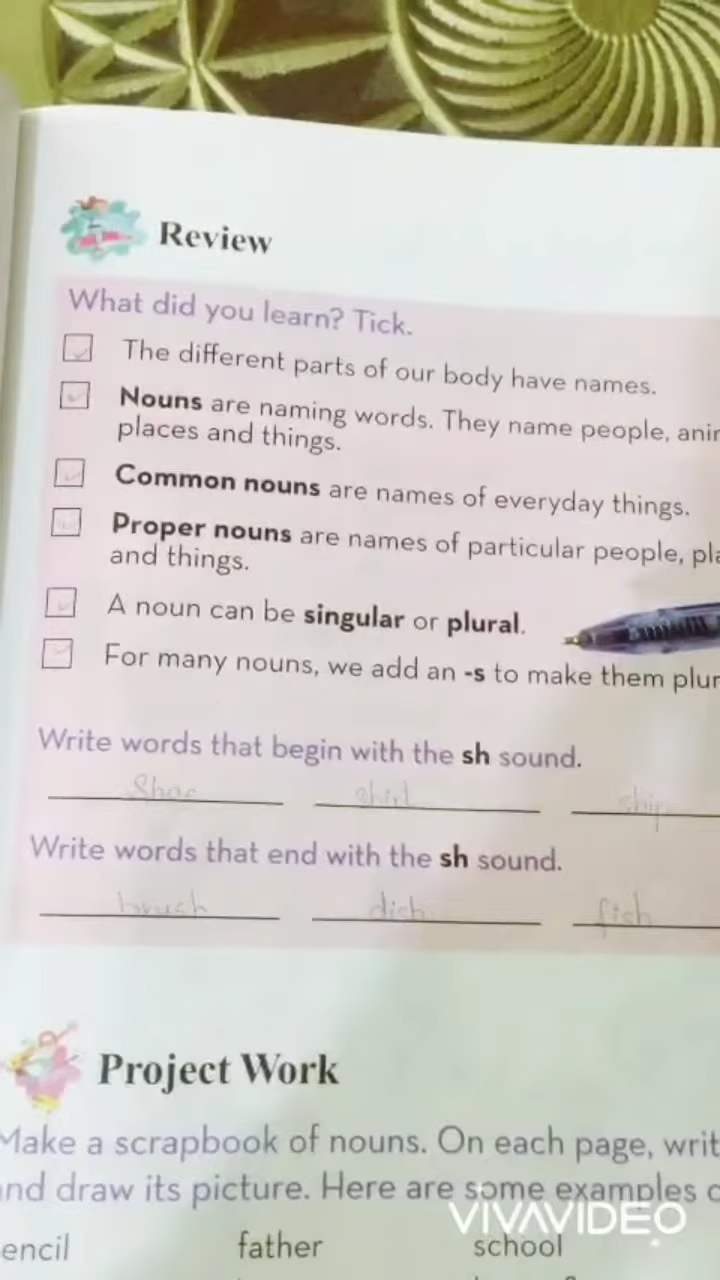 Review
What did you learn? Tick.
The different parts of our body have names.
Nouns are naming words. They name people,
places and things.
Common nouns are names of everyday things.
Proper nouns are names of particular people,
and things.
A noun can be singular or plural.
For many nouns, we add an -s to make them
Write words that begin with the sh sound.
shirt ship
Write words that end with the sh sound.
brush dish fish
Project Work
Make a scrapbook of nouns. On each page, writ
and draw its picture. Here are some examples
VIVAVIDEO
encil father school